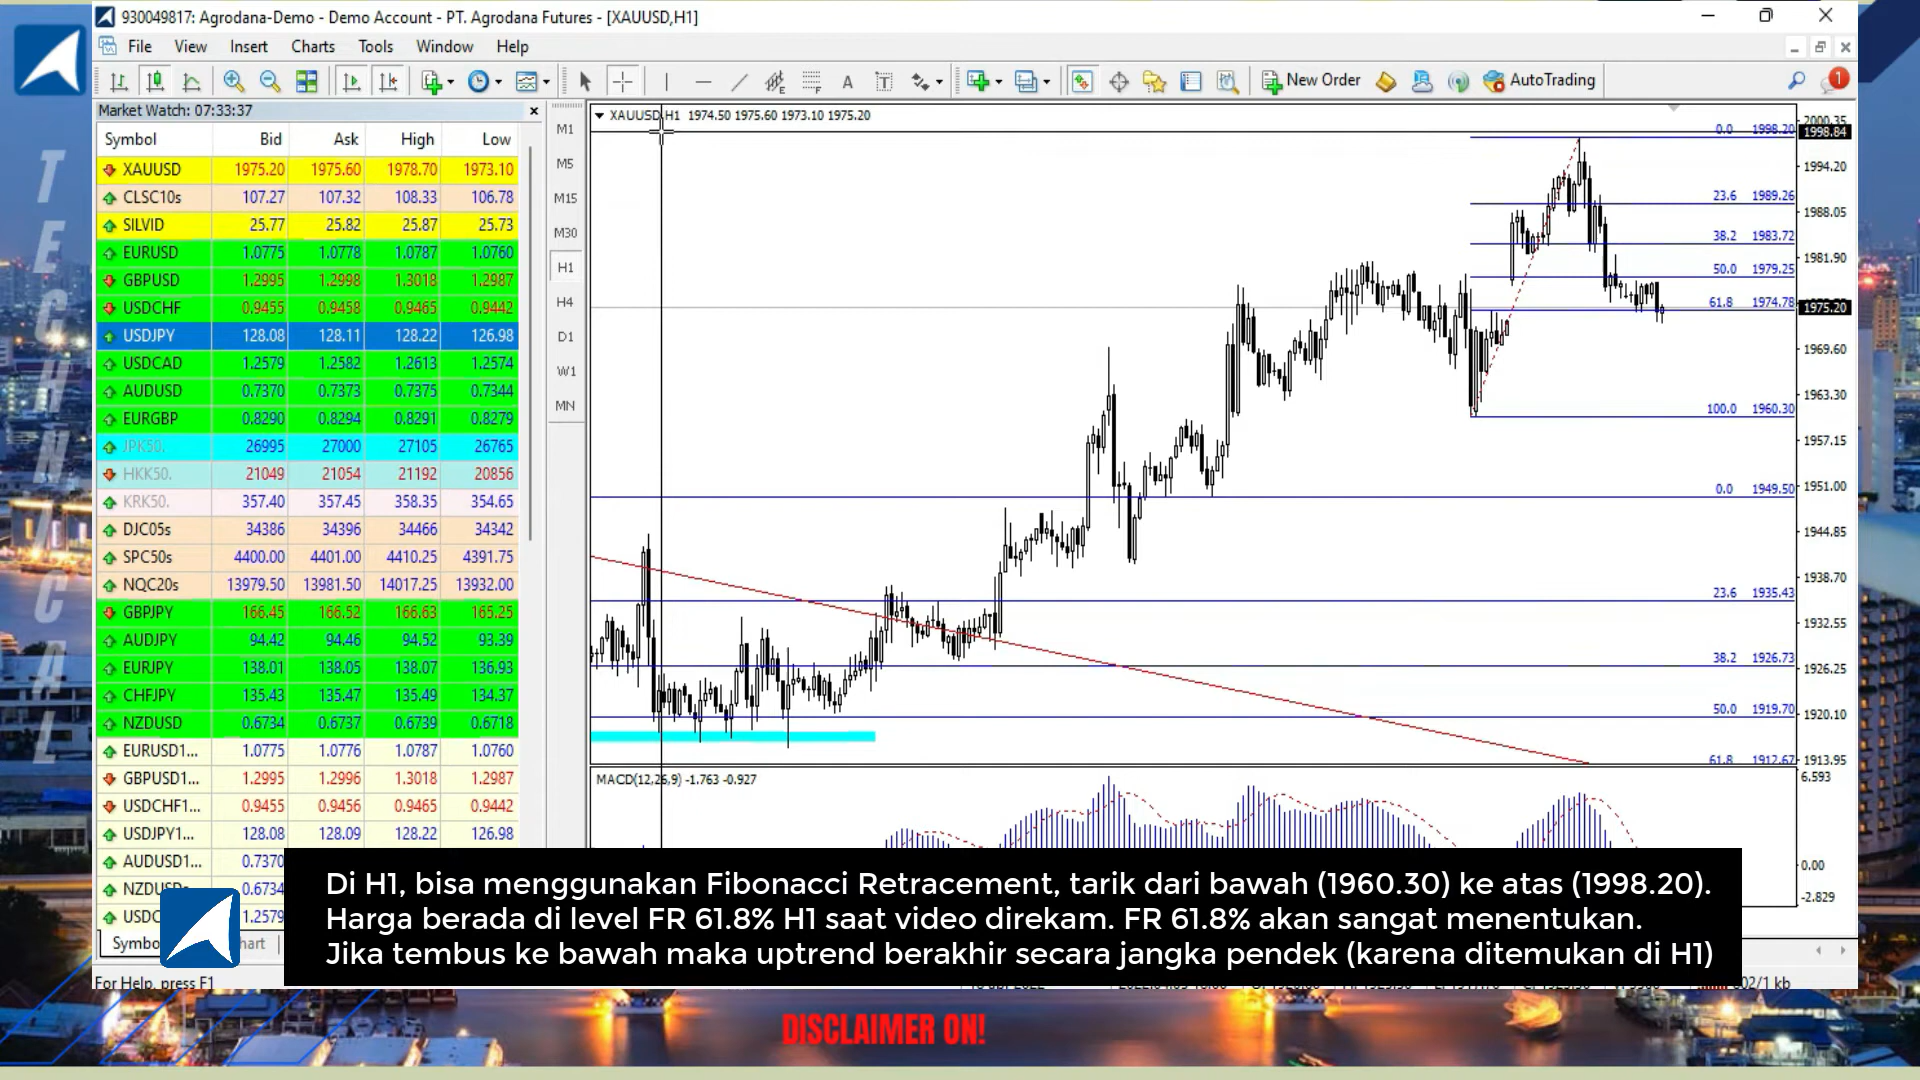 930049817: Agrodana-Demo - Demo Account - PT. Agrodana Futures - [XAUUSD,H1]
File View Insert Charts Tools Window Help
New Order AutoTrading 1
Market Watch: 07:33:37
Symbol Bid Ask High Low
XAUUSD 1975.20 1975.60 1978.70 1973.10
CLSC10s 107.27 107.32 108.33 106.78
SILVID 25.77 25.82 25.87 25.73
EURUSD 1.0775 1.0778 1.0787 1.0760
GBPUSD 1.2995 1.2998 1.3018 1.2987
USDCHF 0.9455 0.9458 0.9465 0.9442
USDJPY 128.08 128.11 128.22 126.98
USDCAD 1.2579 1.2582 1.2613 1.2574
AUDUSD 0.7370 0.7373 0.7375 0.7344
EURGBP 0.8290 0.8294 0.8291 0.8279
JPK50. 26995 27000 27105 26765
HKK50. 21049 21054 21192 20856
KRK50. 357.40 357.45 358.35 354.65
DJC05s 34386 34396 34466 34342
SPC50s 4400.00 4401.00 4410.25 4391.75
NQC20s 13979.50 13981.50 14017.25 13932.00
GBPJPY 166.45 166.52 166.63 165.25
AUDJPY 94.42 94.46 94.52 93.39
EURJPY 138.01 138.05 138.07 136.93
CHFJPY 135.43 135.47 135.49 134.37
NZDUSD 0.6734 0.6737 0.6739 0.6718
EURUSD1... 1.0775 1.0776 1.0787 1.0760
GBPUSD1... 1.2995 1.2996 1.3018 1.2987
USDCHF1... 0.9455 0.9456 0.9465 0.9442
USDJPY1... 128.08 128.09 128.22 126.98
AUDUSD1... 0.7370
0.6734
1.2579
For Help, press F1
M1
M5
M15
M30
H1
H4
D1
W1
MN
XAUUSD,H1 1974.50 1975.60 1973.10 1975.20
0.0 1998.20
23.6 1989.26
38.2 1983.72
50.0 1979.25
61.8 1974.78
100.0 1960.30
0.0 1949.50
23.6 1935.43
38.2 1926.73
50.0 1919.70
61.8 1912.67
2000.35
1998.84
1994.20
1988.05
1981.90
1975.20
1969.60
1963.30
1957.15
1951.00
1944.85
1938.70
1932.55
1926.25
1920.10
1913.95
MACD(12,26,9) -1.763 -0.927
6.593
0.00
-2.829
Di H1, bisa menggunakan Fibonacci Retracement, tarik dari bawah (1960.30) ke atas (1998.20).
Harga berada di level FR 61.8% H1 saat video direkam. FR 61.8% akan sangat menentukan.
Jika tembus ke bawah maka uptrend berakhir secara jangka pendek (karena ditemukan di H1)
TECHNICAL
DISCLAIMER ON!